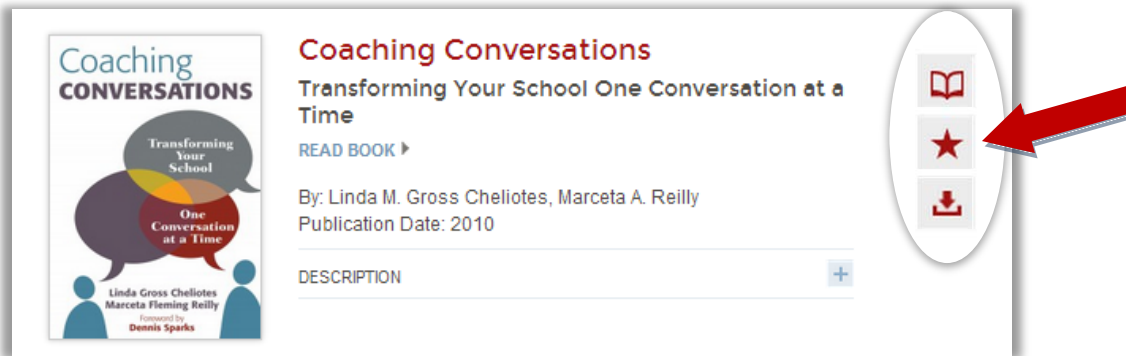 Coaching
CONVERSATIONS
Transforming
Your
School
One
Conversation
at a Time
Linda Gross Cheliotes
Marceta Fleming Reilly
Foreword by
Dennis Sparks
Coaching Conversations
Transforming Your School One Conversation at a
Time
READ BOOK
By: Linda M. Gross Cheliotes, Marceta A. Reilly
Publication Date: 2010
DESCRIPTION